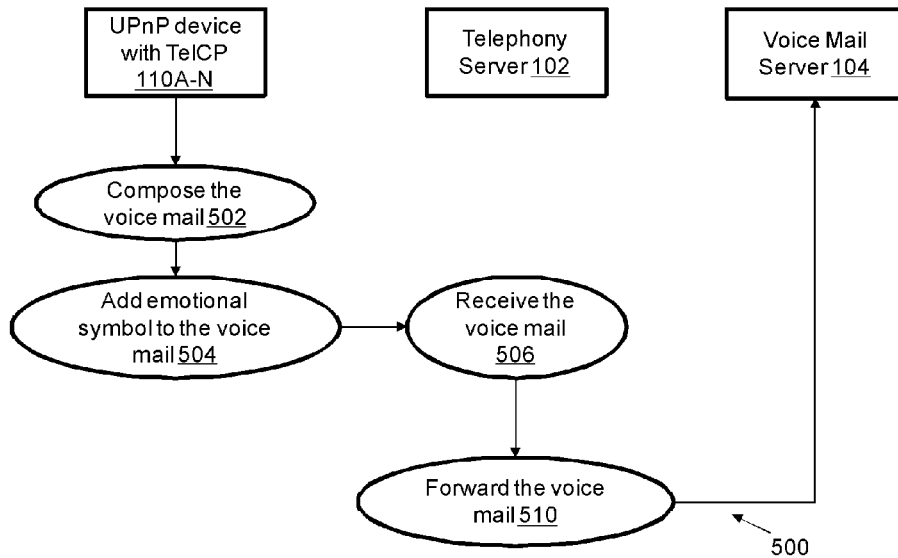 UPnP device
with TelCP
110A-N
Telephony
Server 102
Voice Mail
Server 104
Compose the
voice mail 502
Add emotional
symbol to the voice
mail 504
Receive the
voice mail
506
Forward the voice
mail 510
500